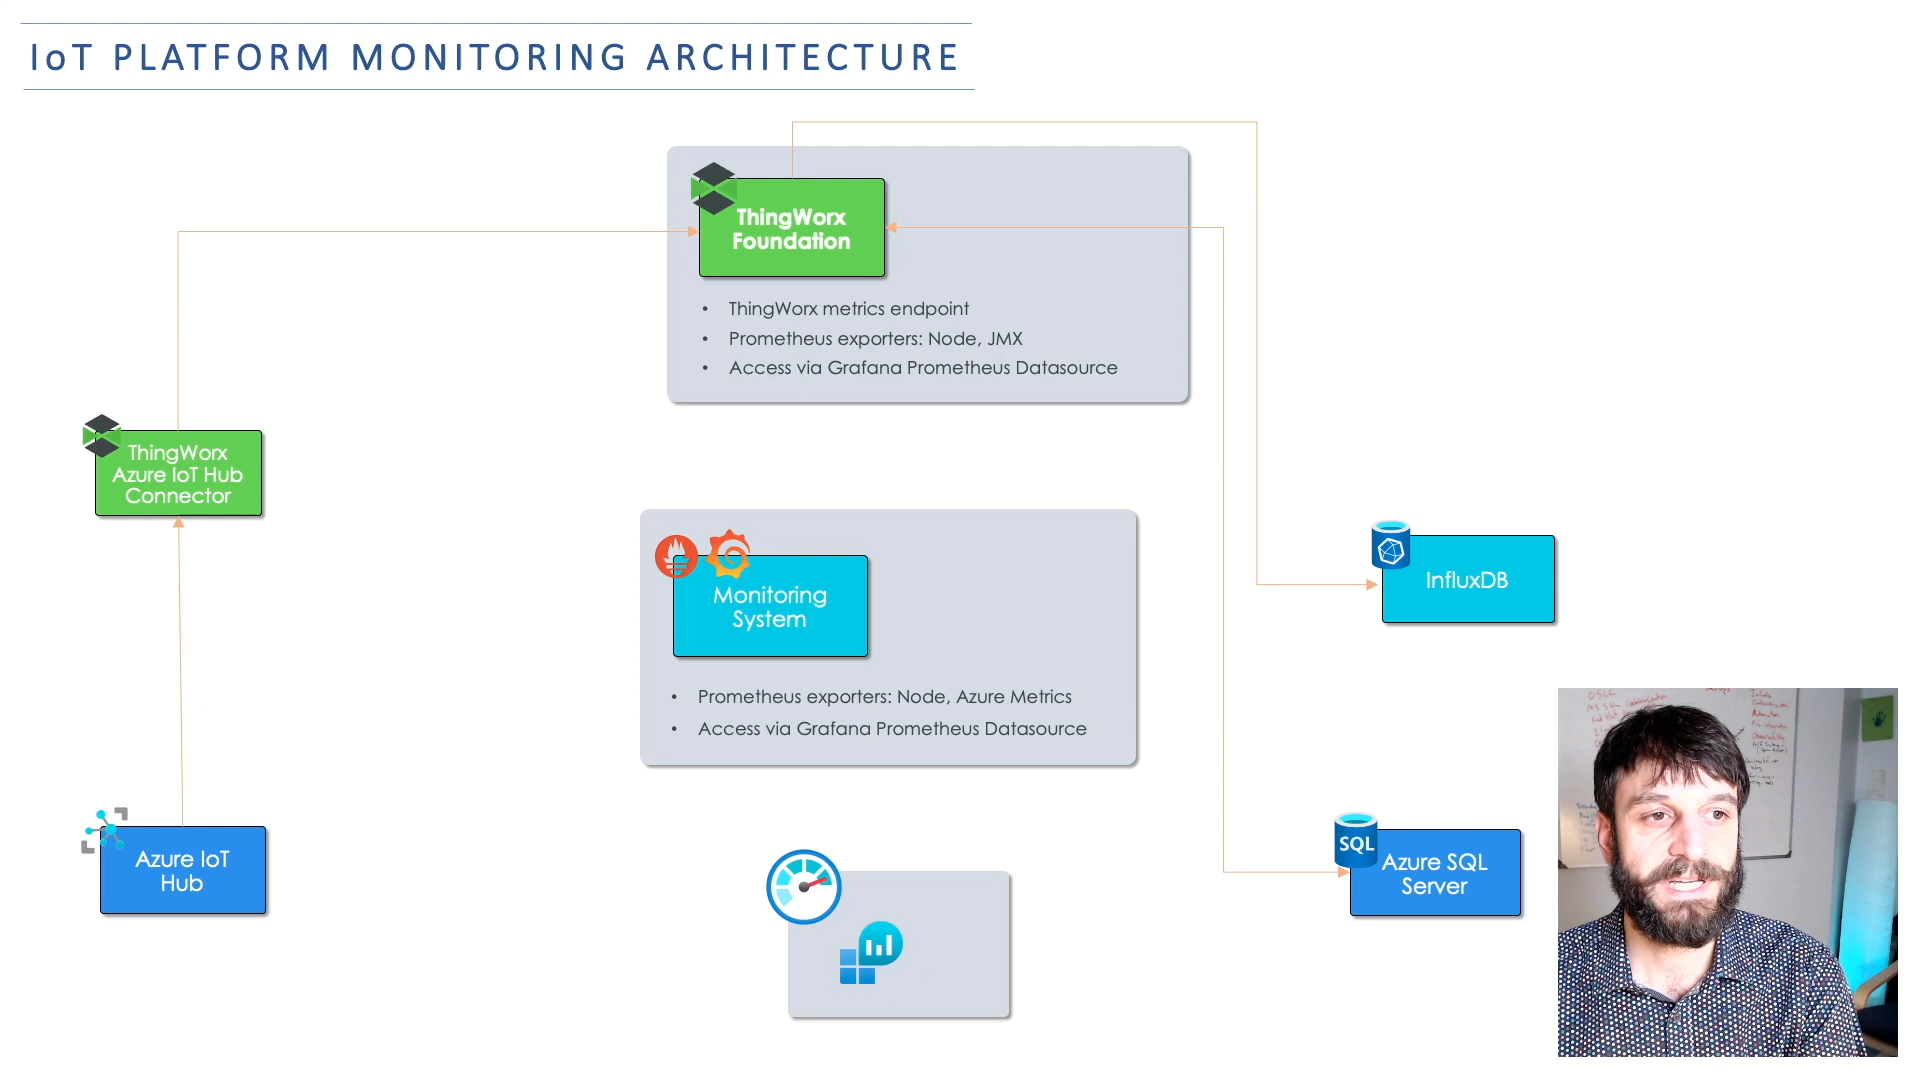 IoT PLATFORM MONITORING ARCHITECTURE
ThingWorx
Foundation
• ThingWorx metrics endpoint
• Prometheus exporters: Node, JMX
• Access via Grafana Prometheus Datasource
ThingWorx
Azure IoT Hub
Connector
Monitoring
System
• Prometheus exporters: Node, Azure Metrics
• Access via Grafana Prometheus Datasource
InfluxDB
Azure IoT
Hub
SQL
Azure SQL
Server